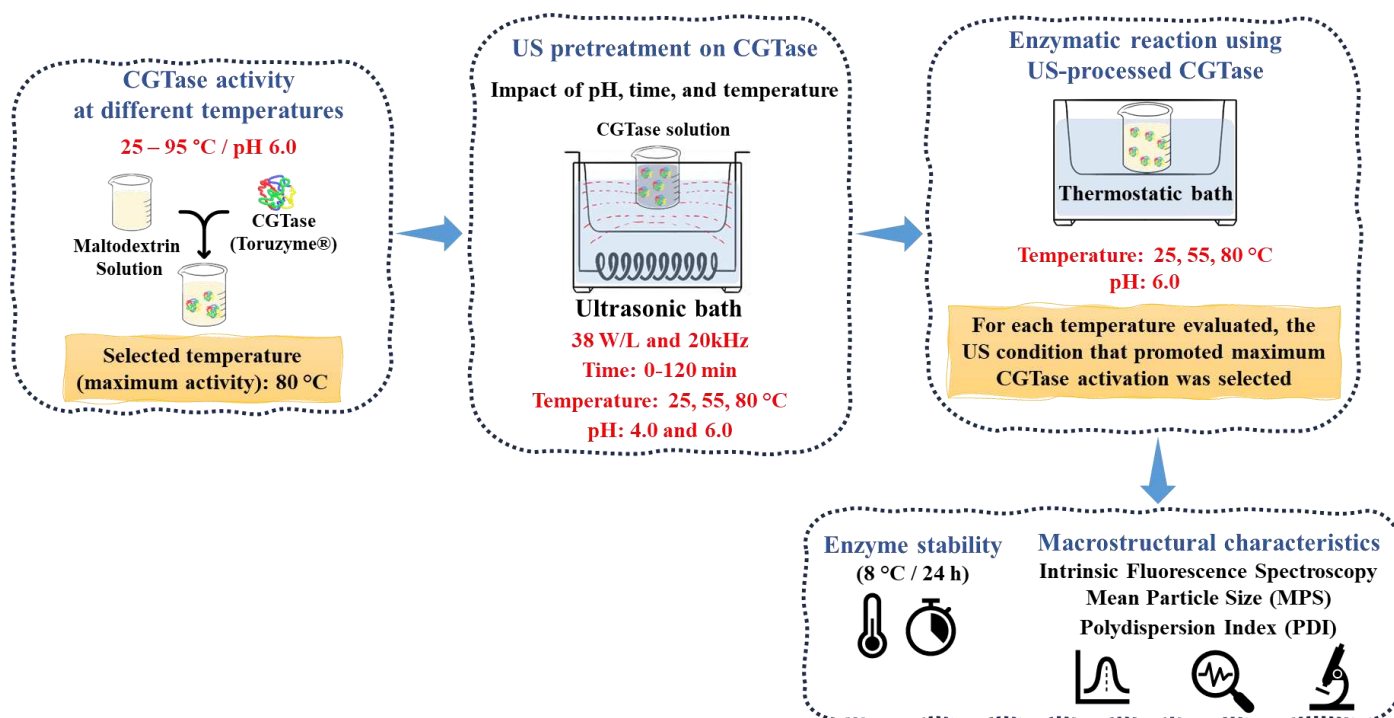 CGTase activity
at different temperatures
25 – 95 °C / pH 6.0
Maltodextrin
Solution
CGTase
(Toruzyme®)
Selected temperature
(maximum activity): 80 °C
US pretreatment on CGTase
Impact of pH, time, and temperature
CGTase solution
Ultrasonic bath
38 W/L and 20kHz
Time: 0-120 min
Temperature: 25, 55, 80 °C
pH: 4.0 and 6.0
Enzymatic reaction using
US-processed CGTase
Thermostatic bath
Temperature: 25, 55, 80 °C
pH: 6.0
For each temperature evaluated, the
US condition that promoted maximum
CGTase activation was selected
Enzyme stability
(8 °C / 24 h)
Macrostructural characteristics
Intrinsic Fluorescence Spectroscopy
Mean Particle Size (MPS)
Polydispersion Index (PDI)